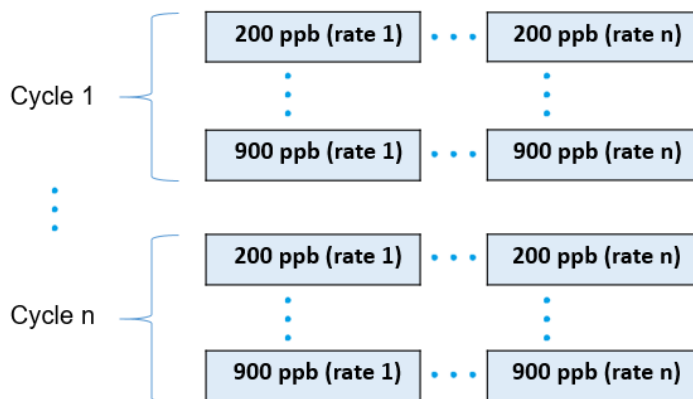 200 ppb (rate 1) 200 ppb (rate n)
Cycle 1
900 ppb (rate 1) 900 ppb (rate n)
200 ppb (rate 1) 200 ppb (rate n)
Cycle n
900 ppb (rate 1) 900 ppb (rate n)